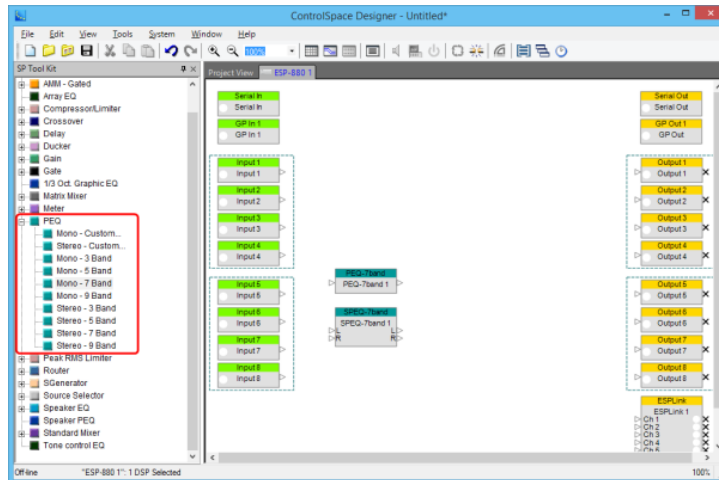 ControlSpace Designer - Untitled*
File Edit View Tools System Window Help
100%
SP Tool Kit
Project View ESP-880 1
AMM - Gated
Array EQ
Compressor/Limiter
Crossover
Delay
Ducker
Gain
Gate
1/3 Oct. Graphic EQ
Matrix Mixer
Meter
PEQ
Mono - Custom...
Stereo - Custom...
Mono - 3 Band
Mono - 5 Band
Mono - 7 Band
Mono - 9 Band
Stereo - 3 Band
Stereo - 5 Band
Stereo - 7 Band
Stereo - 9 Band
Peak RMS Limiter
Router
SGenerator
Source Selector
Speaker EQ
Speaker PEQ
Standard Mixer
Tone control EQ
Serial In
Serial In
GP In 1
GP In 1
Input 1
Input 1
Input 2
Input 2
Input 3
Input 3
Input 4
Input 4
Input 5
Input 5
Input 6
Input 6
Input 7
Input 7
Input 8
Input 8
PEQ-7band
PEQ-7band 1
SPEQ-7band
SPEQ-7band 1
L L
R R
Serial Out
Serial Out
GP Out 1
GP Out
Output 1
Output 1
Output 2
Output 2
Output 3
Output 3
Output 4
Output 4
Output 5
Output 5
Output 6
Output 6
Output 7
Output 7
Output 8
Output 8
ESPLink
ESPLink 1
Ch 1
Ch 2
Ch 3
Ch 4
Ch 5
Off-line "ESP-880 1": 1 DSP Selected 100%